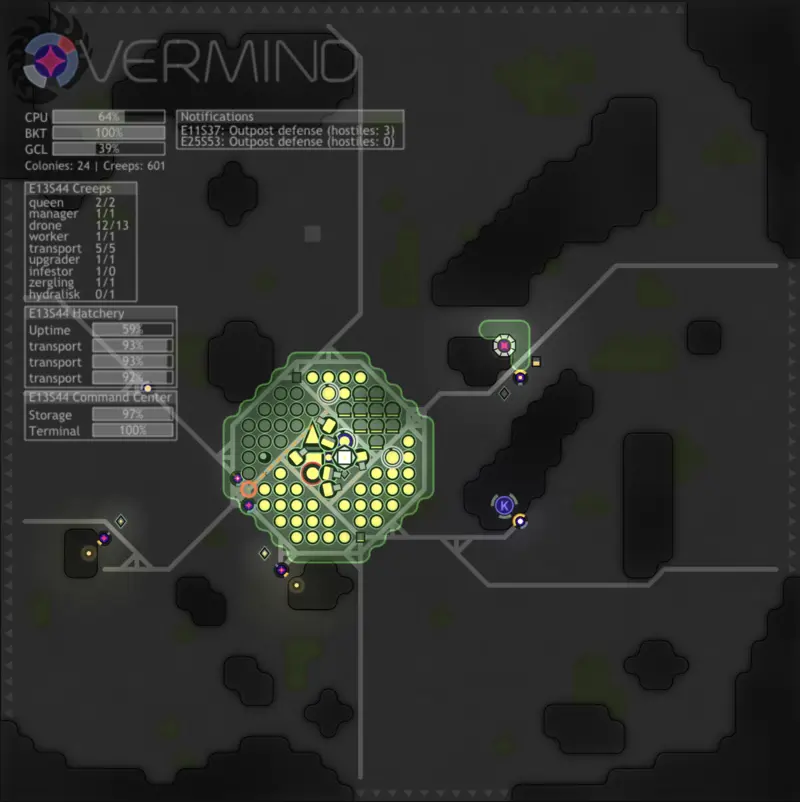 OVERMIND
CPU 64%
BKT 100%
GCL 39%
Colonies: 24 | Creeps: 601
Notifications
E11S37: Outpost defense (hostiles: 3)
E25S53: Outpost defense (hostiles: 0)
E13S44 Creeps
queen 2/2
manager 1/1
drone 12/13
worker 1/1
transport 5/5
upgrader 1/1
infestor 1/0
zergling 1/1
hydralisk 0/1
E13S44 Hatchery
Uptime 59%
transport 93%
transport 93%
transport 92%
E13S44 Command Center
Storage 97%
Terminal 100%
K